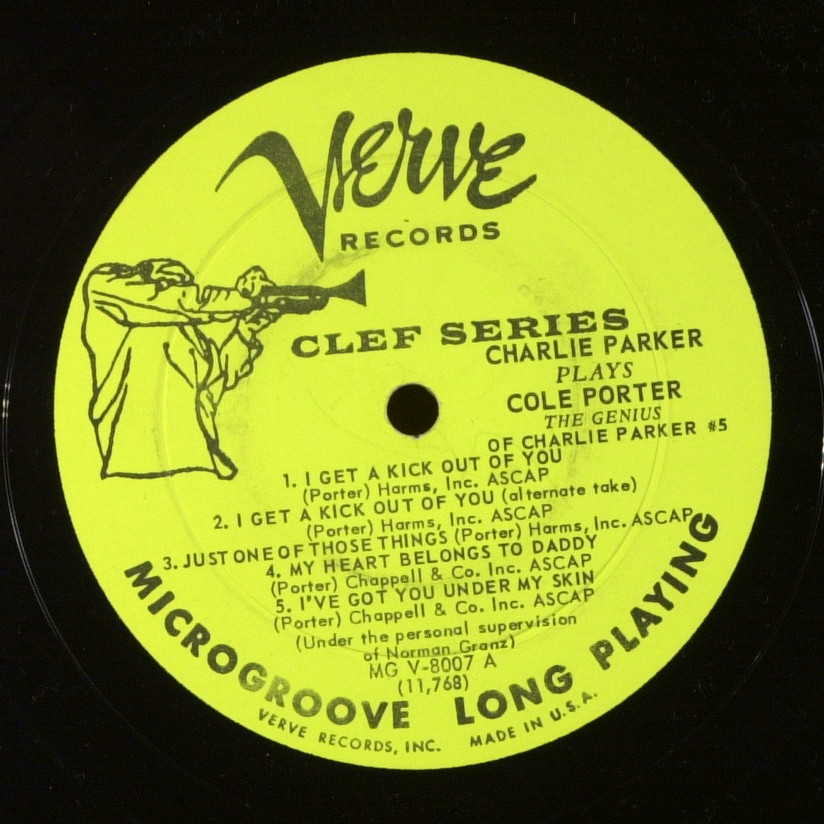 Verve
RECORDS
CLEF SERIES
CHARLIE PARKER
PLAYS
COLE PORTER
THE GENIUS
OF CHARLIE PARKER #5
1. I GET A KICK OUT OF YOU
(Porter) Harms, Inc. ASCAP
2. I GET A KICK OUT OF YOU (alternate take)
(Porter) Harms, Inc. ASCAP
3. JUST ONE OF THOSE THINGS (Porter) Harms, Inc. ASCAP
4. MY HEART BELONGS TO DADDY
(Porter) Chappell & Co. Inc. ASCAP
5. I'VE GOT YOU UNDER MY SKIN
(Porter) Chappell & Co. Inc. ASCAP
(Under the personal supervision
of Norman Granz)
MG V-8007 A
(11,768)
MICROGROOVE LONG PLAYING
VERVE RECORDS, INC. MADE IN U.S.A.